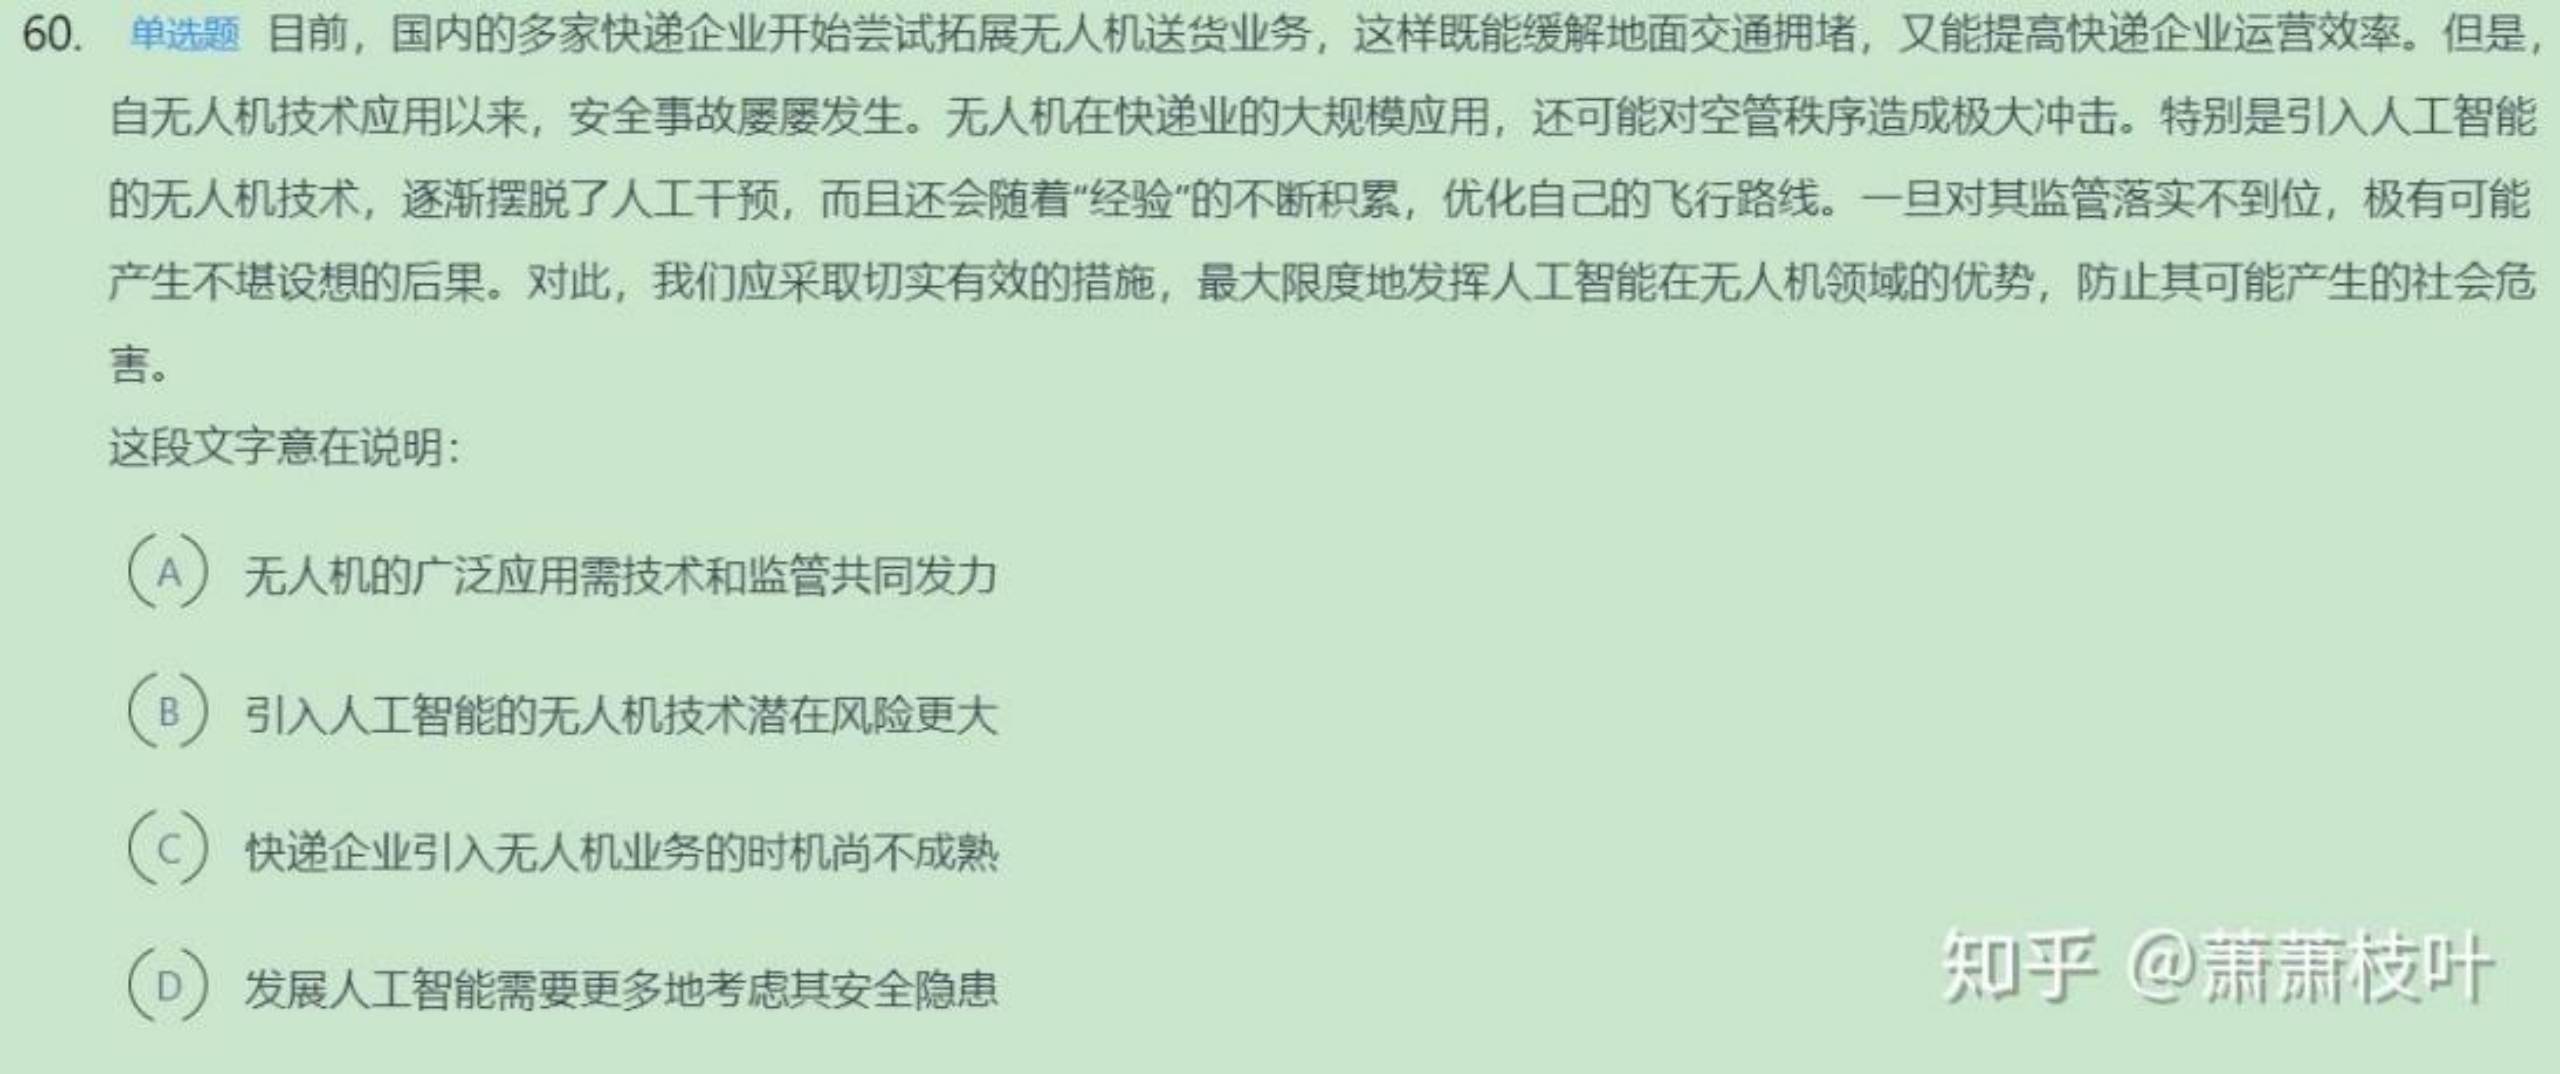 60. 单选题 目前，国内的多家快递企业开始尝试拓展无人机送货业务，这样既能缓解地面交通拥堵，又能提高快递企业运营效率。但是，
自无人机技术应用以来，安全事故屡屡发生。无人机在快递业的大规模应用，还可能对空管秩序造成极大冲击。特别是引入人工智能
的无人机技术，逐渐摆脱了人工干预，而且还会随着“经验”的不断积累，优化自己的飞行路线。一旦对其监管落实不到位，极有可能
产生不堪设想的后果。对此，我们应采取切实有效的措施，最大限度地发挥人工智能在无人机领域的优势，防止其可能产生的社会危
害。
这段文字意在说明：
A 无人机的广泛应用需技术和监管共同发力
B 引入人工智能的无人机技术潜在风险更大
C 快递企业引入无人机业务的时机尚不成熟
D 发展人工智能需要更多地考虑其安全隐患
知乎 @萧萧枝叶